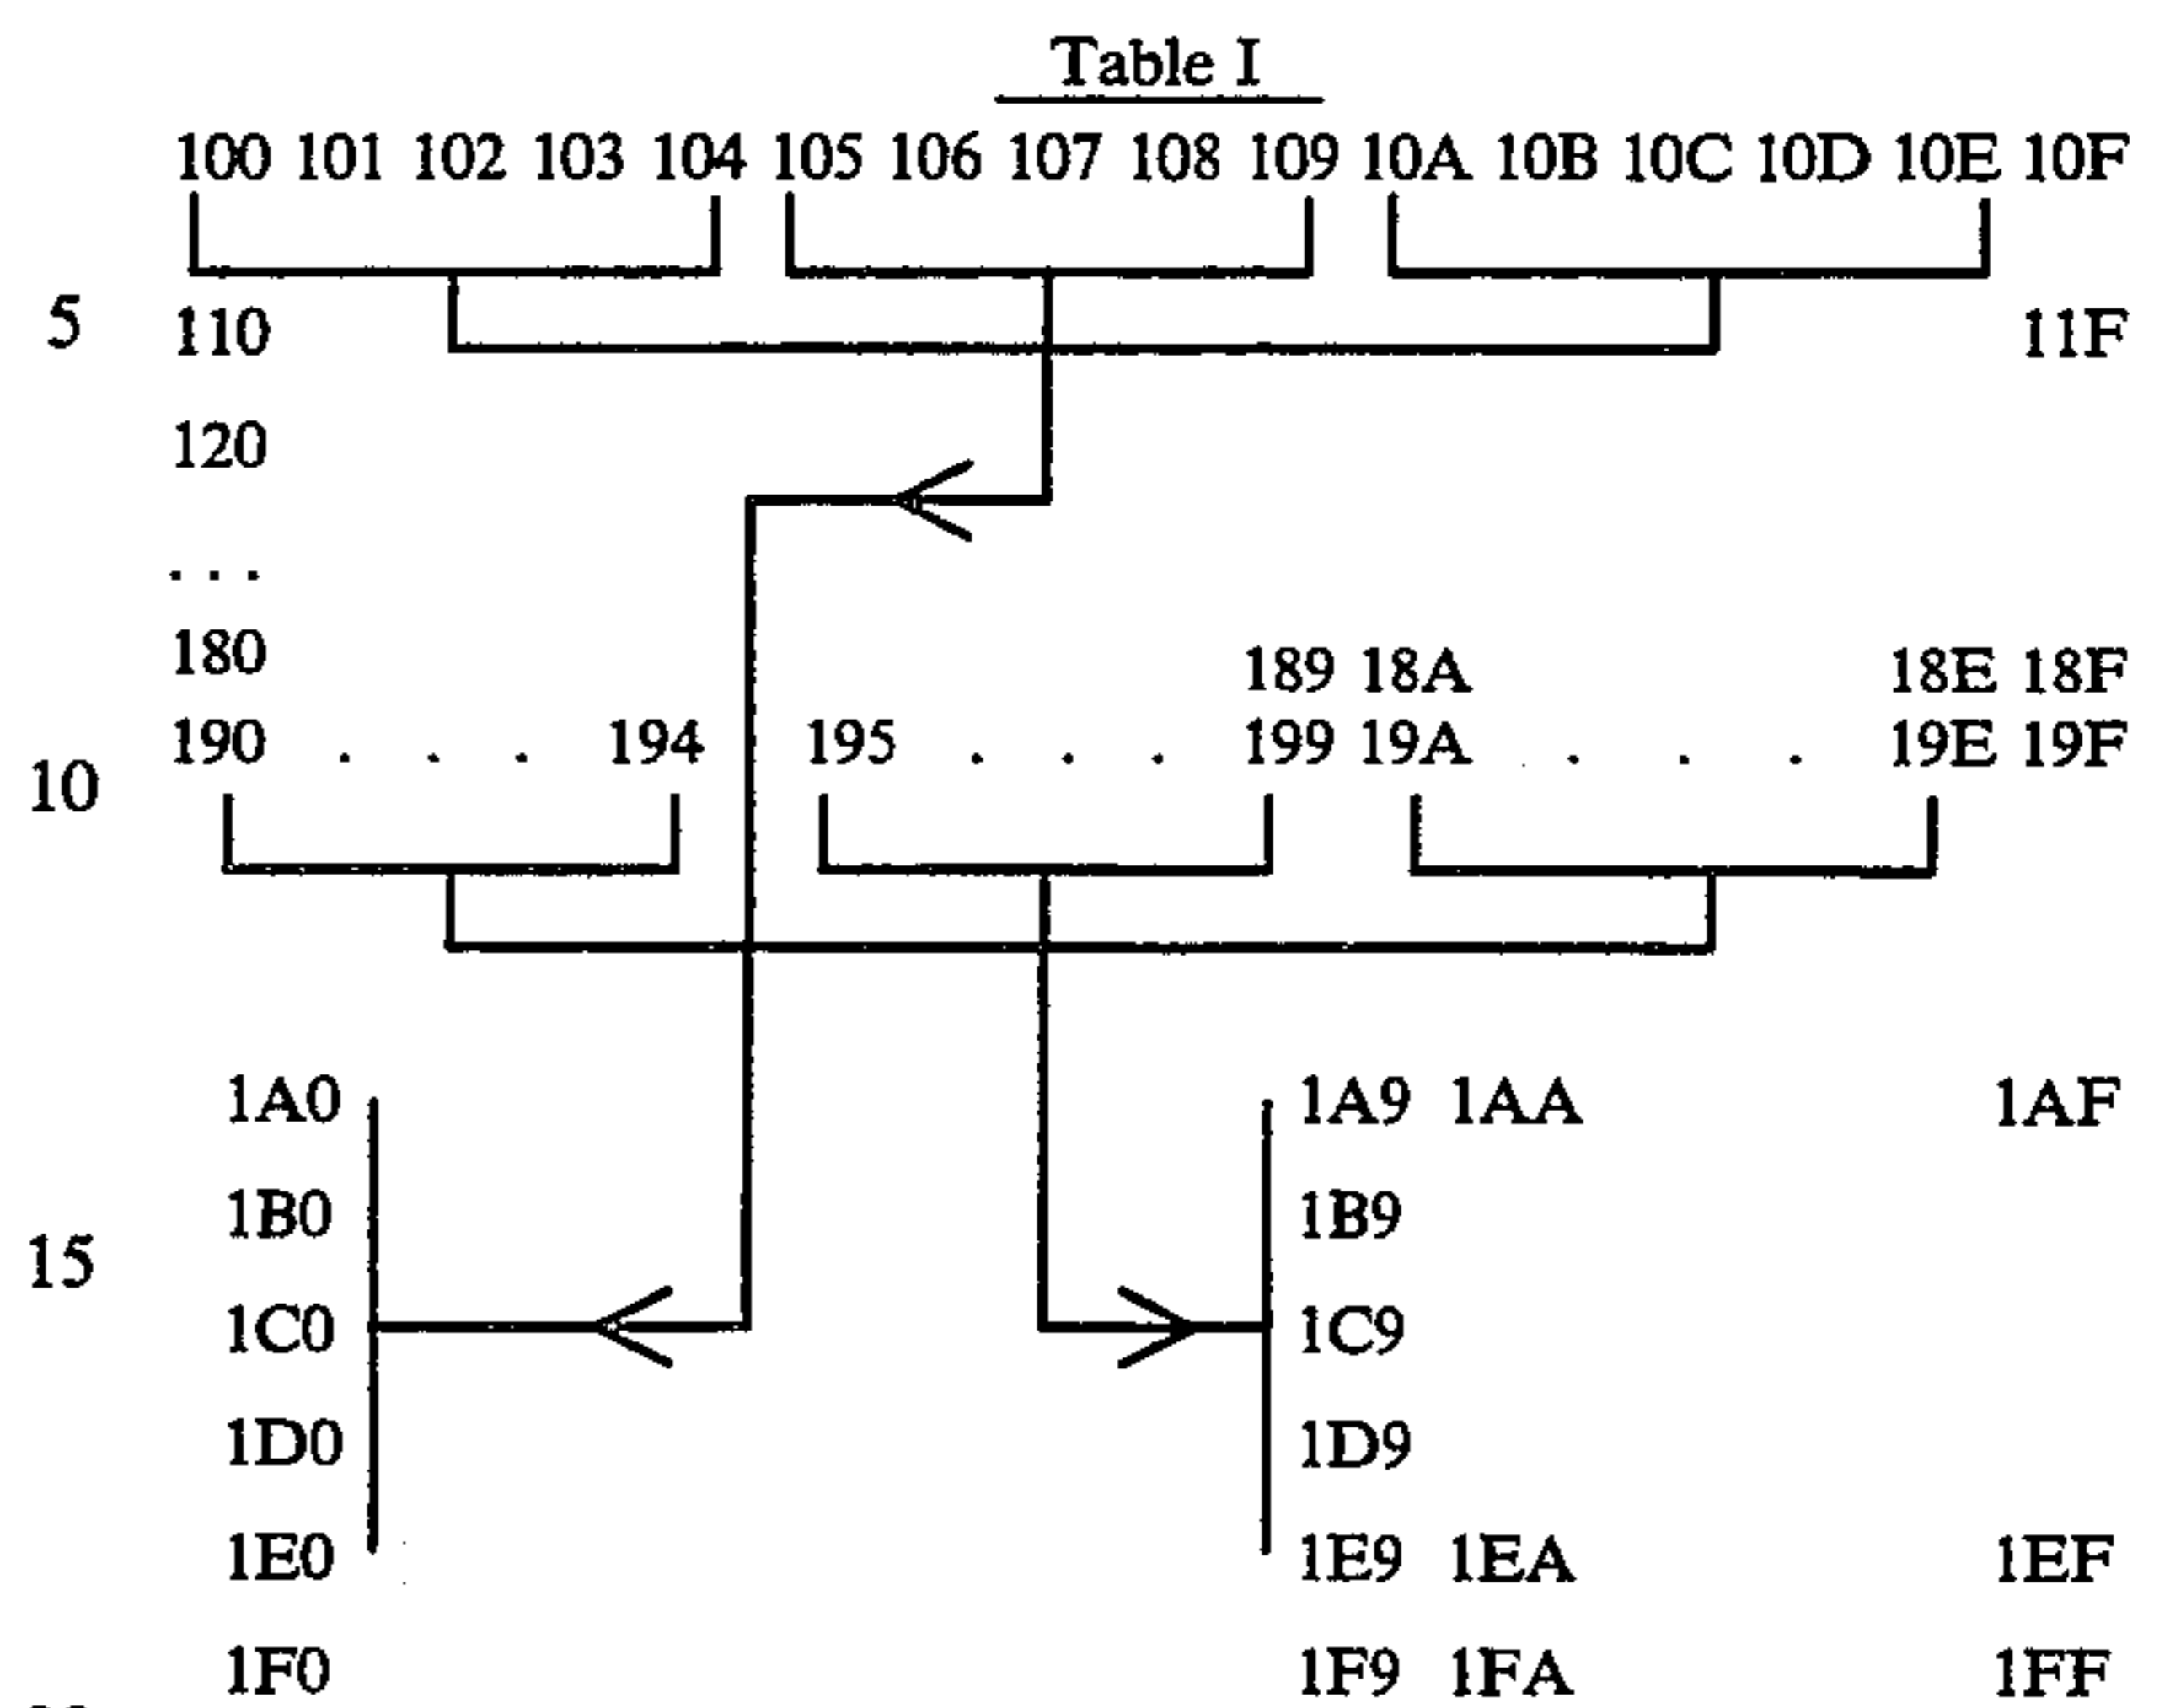 Table I
100 101 102 103 104 105 106 107 108 109 10A 10B 10C 10D 10E 10F
5 110 11F
120
. . .
180 189 18A 18E 18F
190 . . . 194 195 . . . 199 19A . . . 19E 19F
10
1A0 1A9 1AA 1AF
1B0 1B9
15
1C0 1C9
1D0 1D9
1E0 1E9 1EA 1EF
1F0 1F9 1FA 1FF